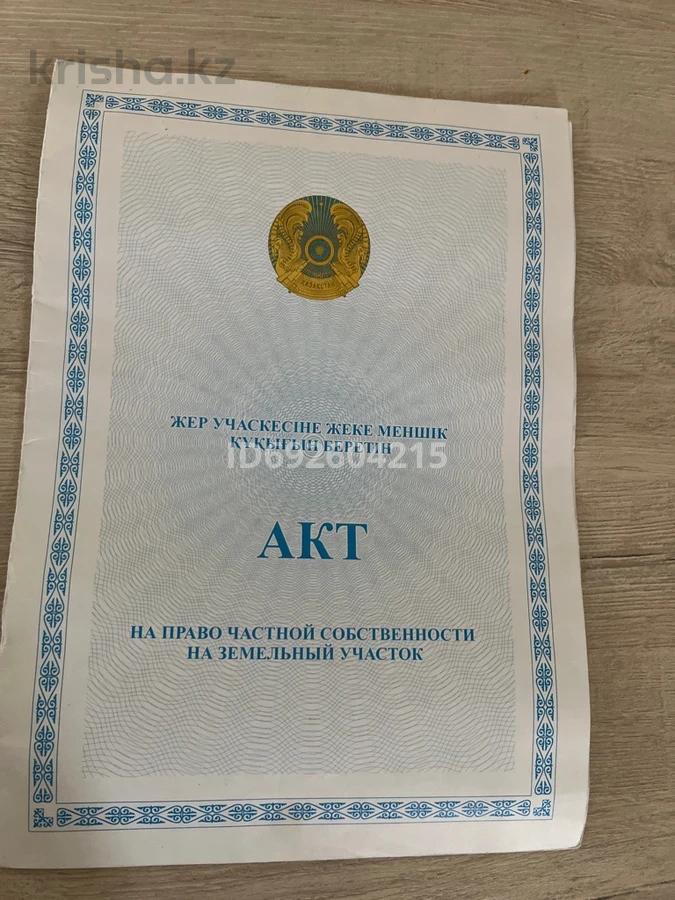 krisha.kz
ҚАЗАҚСТАН
ЖЕР УЧАСКЕСІНЕ ЖЕКЕ МЕНШІК
ҚҰҚЫҒЫН БЕРЕТІН
ID692604215
АКТ
НА ПРАВО ЧАСТНОЙ СОБСТВЕННОСТИ
НА ЗЕМЕЛЬНЫЙ УЧАСТОК